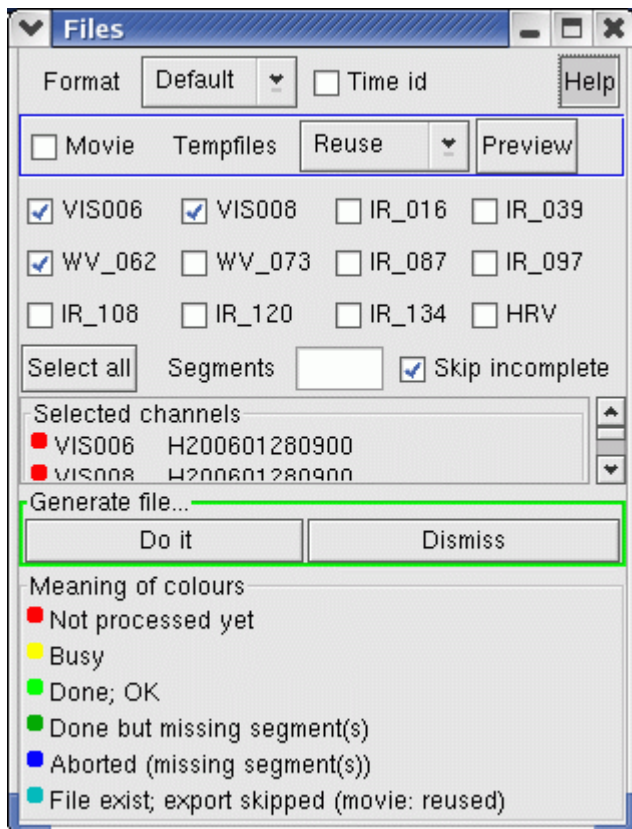 Files
Format Default Time id Help
Movie Tempfiles Reuse Preview
VIS006 VIS008 IR_016 IR_039
WV_062 WV_073 IR_087 IR_097
IR_108 IR_120 IR_134 HRV
Select all Segments Skip incomplete
Selected channels
VIS006 H200601280900
VIS008 H200601280900
Generate file...
Do it Dismiss
Meaning of colours
Not processed yet
Busy
Done; OK
Done but missing segment(s)
Aborted (missing segment(s))
File exist; export skipped (movie: reused)